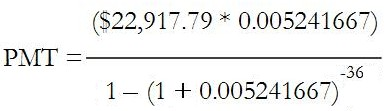 ($22,917.79 * 0.005241667)
PMT =
1 – (1 + 0.005241667)^-36